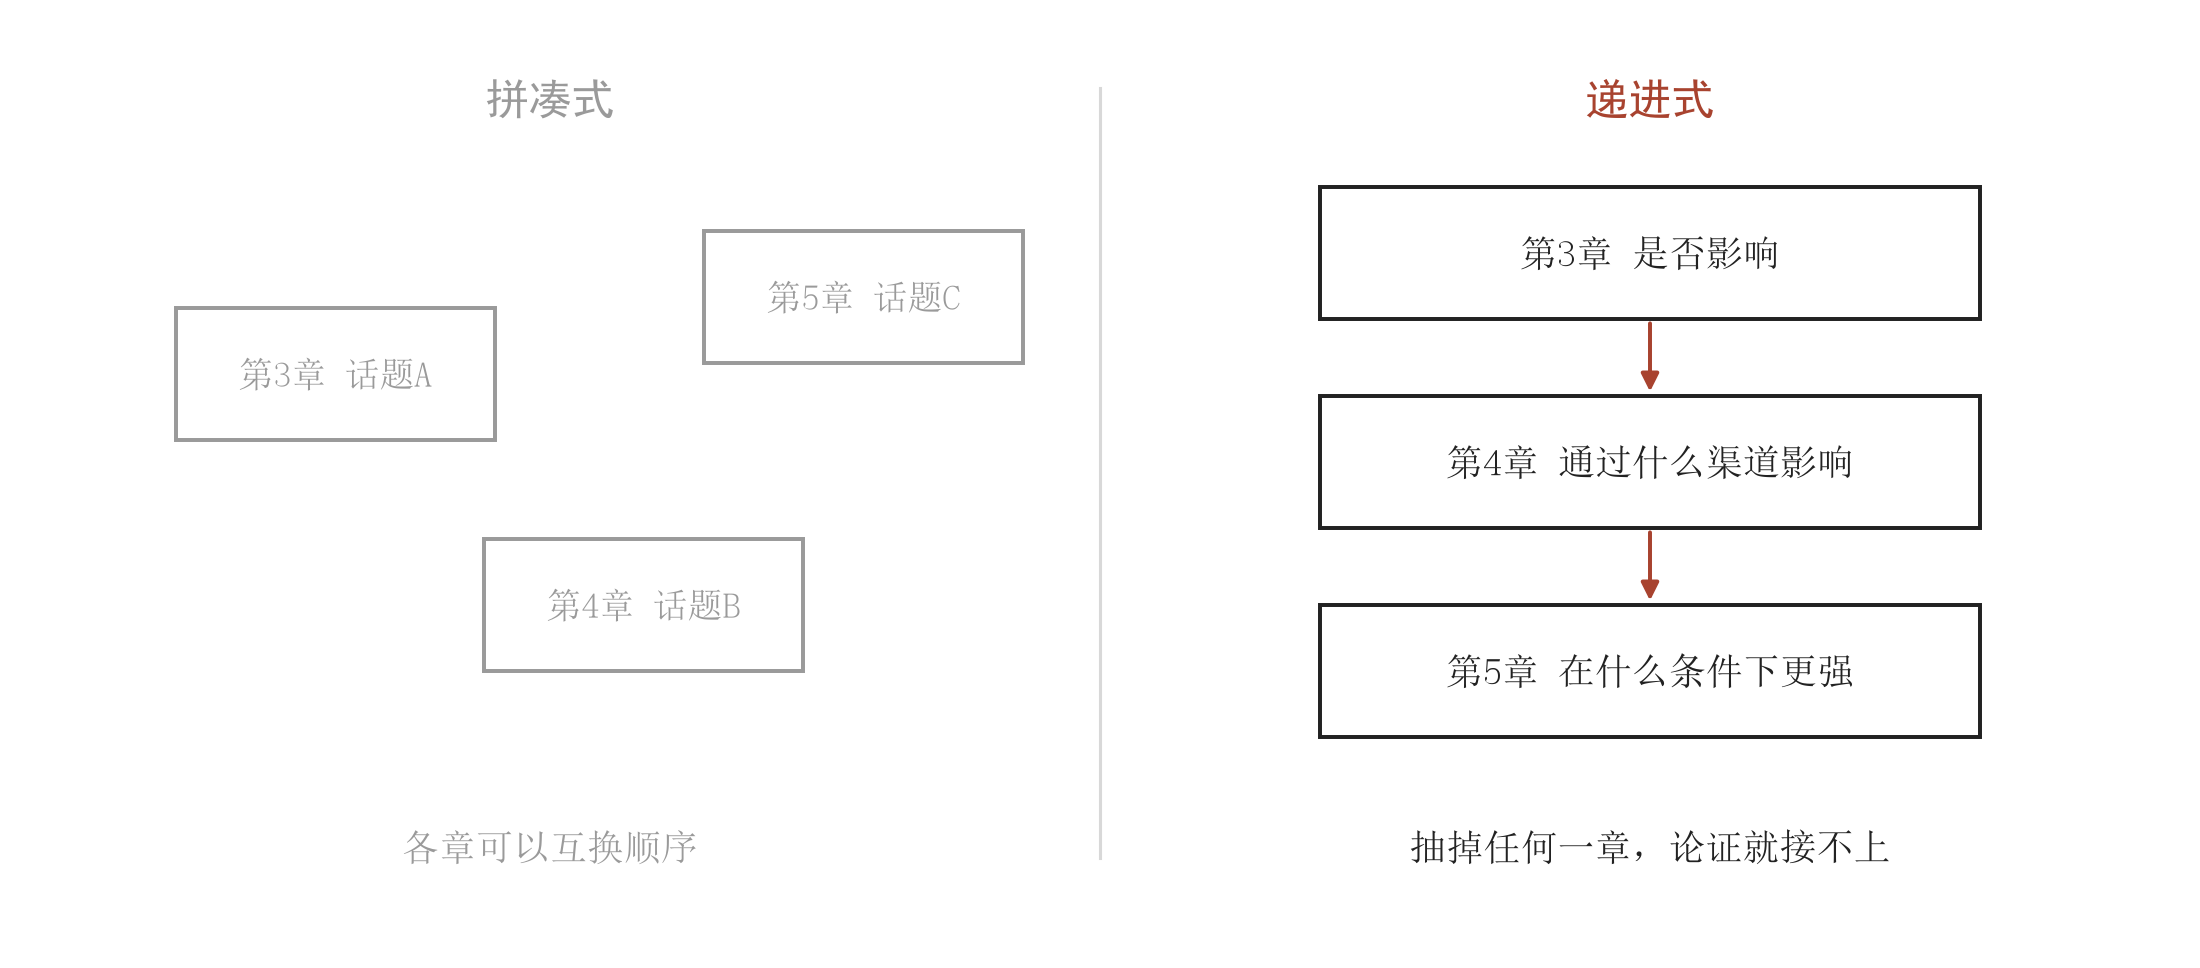 拼凑式
第5章 话题C
第3章 话题A
第4章 话题B
各章可以互换顺序
递进式
第3章 是否影响
第4章 通过什么渠道影响
第5章 在什么条件下更强
抽掉任何一章，论证就接不上